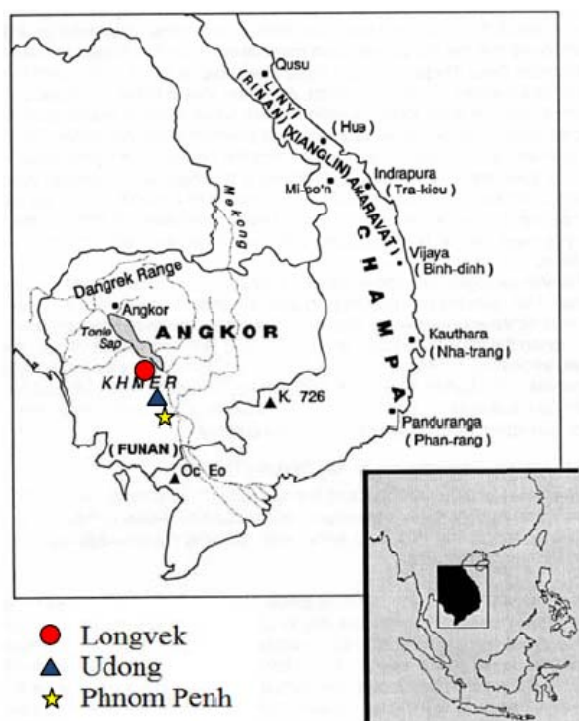 Qusu
LINYI
(RINAN) (XIANGLIN) AMARAVATI
(Hue)
Indrapura
(Tra-kieu)
Mi-so'n
Mekong
CHAMPA
Vijaya
(Binh-dinh)
Dangrek Range
Angkor
Tonle
Sap
ANGKOR
Kauthara
(Nha-trang)
KHMER
K. 726
Panduranga
(Phan-rang)
(FUNAN)
Oc Eo
Longvek
Udong
Phnom Penh